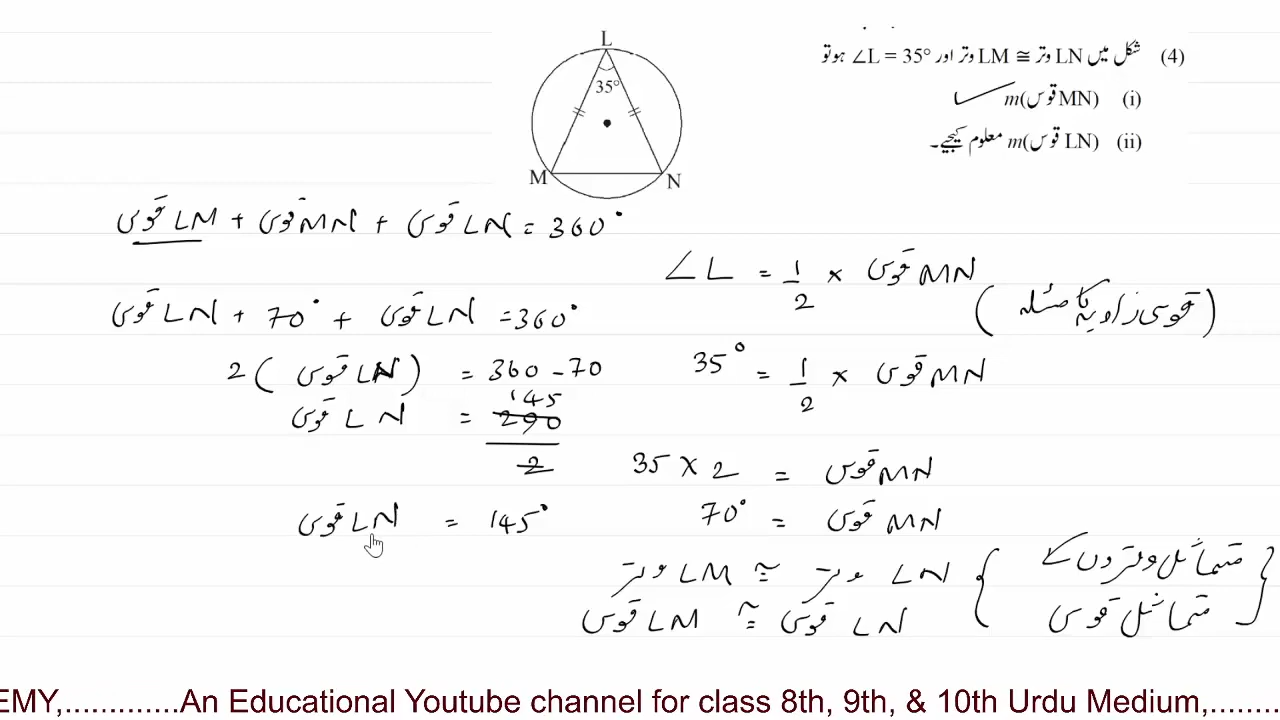 (4) شکل میں وتر LN ≅ وتر LM اور ∠L = 35° ہو تو
(i) m(قوس MN)
(ii) m(قوس LN) معلوم کیجیے۔
L
35°
M N
قوس LM + قوس MN + قوس LN = 360°
قوس LN + 70° + قوس LN = 360°
2 (قوس LN) = 360 - 70
145
قوس LN = 290
2
قوس LN = 145°
∠L = 1/2 × قوس MN
(قوسی زاویہ کا مسئلہ)
35° = 1/2 × قوس MN
35 × 2 = قوس MN
70° = قوس MN
وتر LM ≅ وتر LN { متماثل وتروں کے
قوس LM ≅ قوس LN متماثل قوس }
EMY,.............An Educational Youtube channel for class 8th, 9th, & 10th Urdu Medium,........